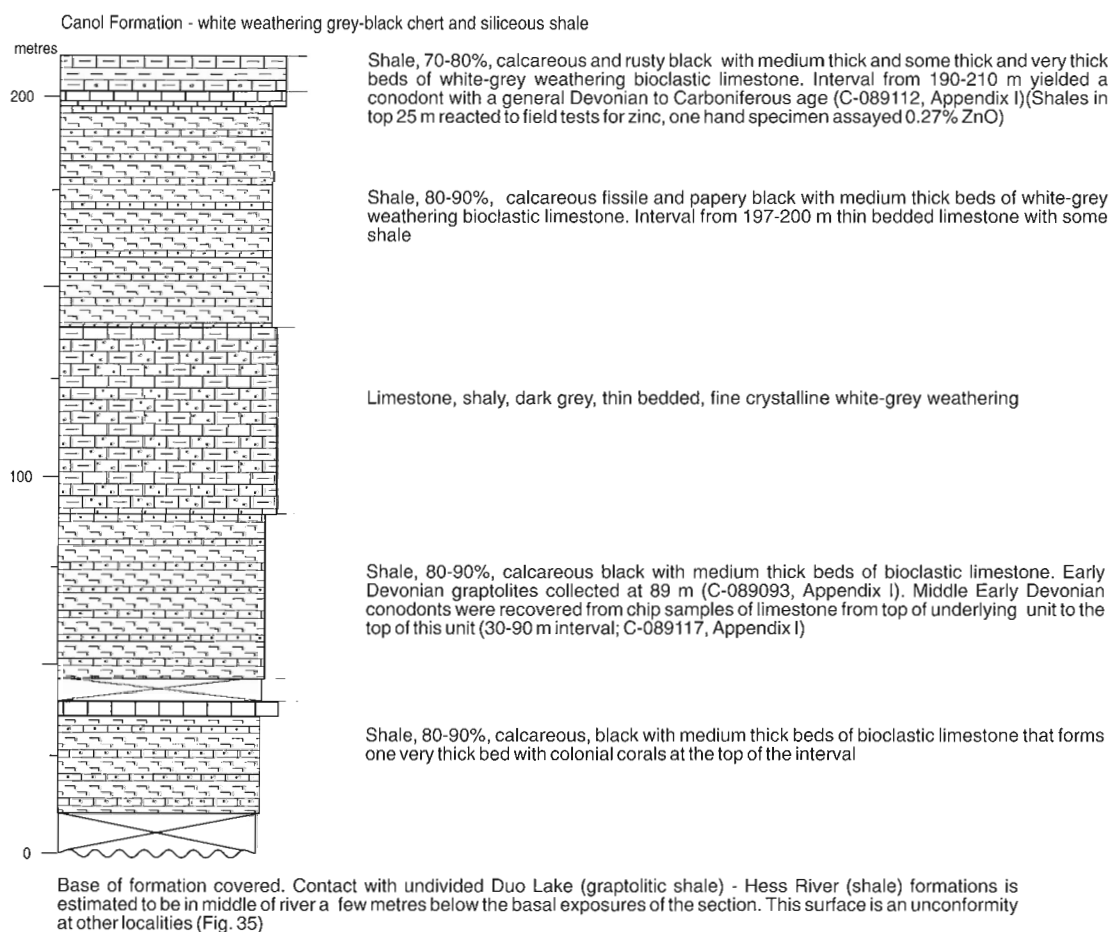 Canol Formation - white weathering grey-black chert and siliceous shale
metres
Shale, 70-80%, calcareous and rusty black with medium thick and some thick and very thick
beds of white-grey weathering bioclastic limestone. Interval from 190-210 m yielded a
conodont with a general Devonian to Carboniferous age (C-089112, Appendix I)(Shales in
top 25 m reacted to field tests for zinc, one hand specimen assayed 0.27% ZnO)
200
Shale, 80-90%, calcareous fissile and papery black with medium thick beds of white-grey
weathering bioclastic limestone. Interval from 197-200 m thin bedded limestone with some
shale
Limestone, shaly, dark grey, thin bedded, fine crystalline white-grey weathering
100
Shale, 80-90%, calcareous black with medium thick beds of bioclastic limestone. Early
Devonian graptolites collected at 89 m (C-089093, Appendix I). Middle Early Devonian
conodonts were recovered from chip samples of limestone from top of underlying unit to the
top of this unit (30-90 m interval; C-089117, Appendix I)
Shale, 80-90%, calcareous, black with medium thick beds of bioclastic limestone that forms
one very thick bed with colonial corals at the top of the interval
0
Base of formation covered. Contact with undivided Duo Lake (graptolitic shale) - Hess River (shale) formations is
estimated to be in middle of river a few metres below the basal exposures of the section. This surface is an unconformity
at other localities (Fig. 35)